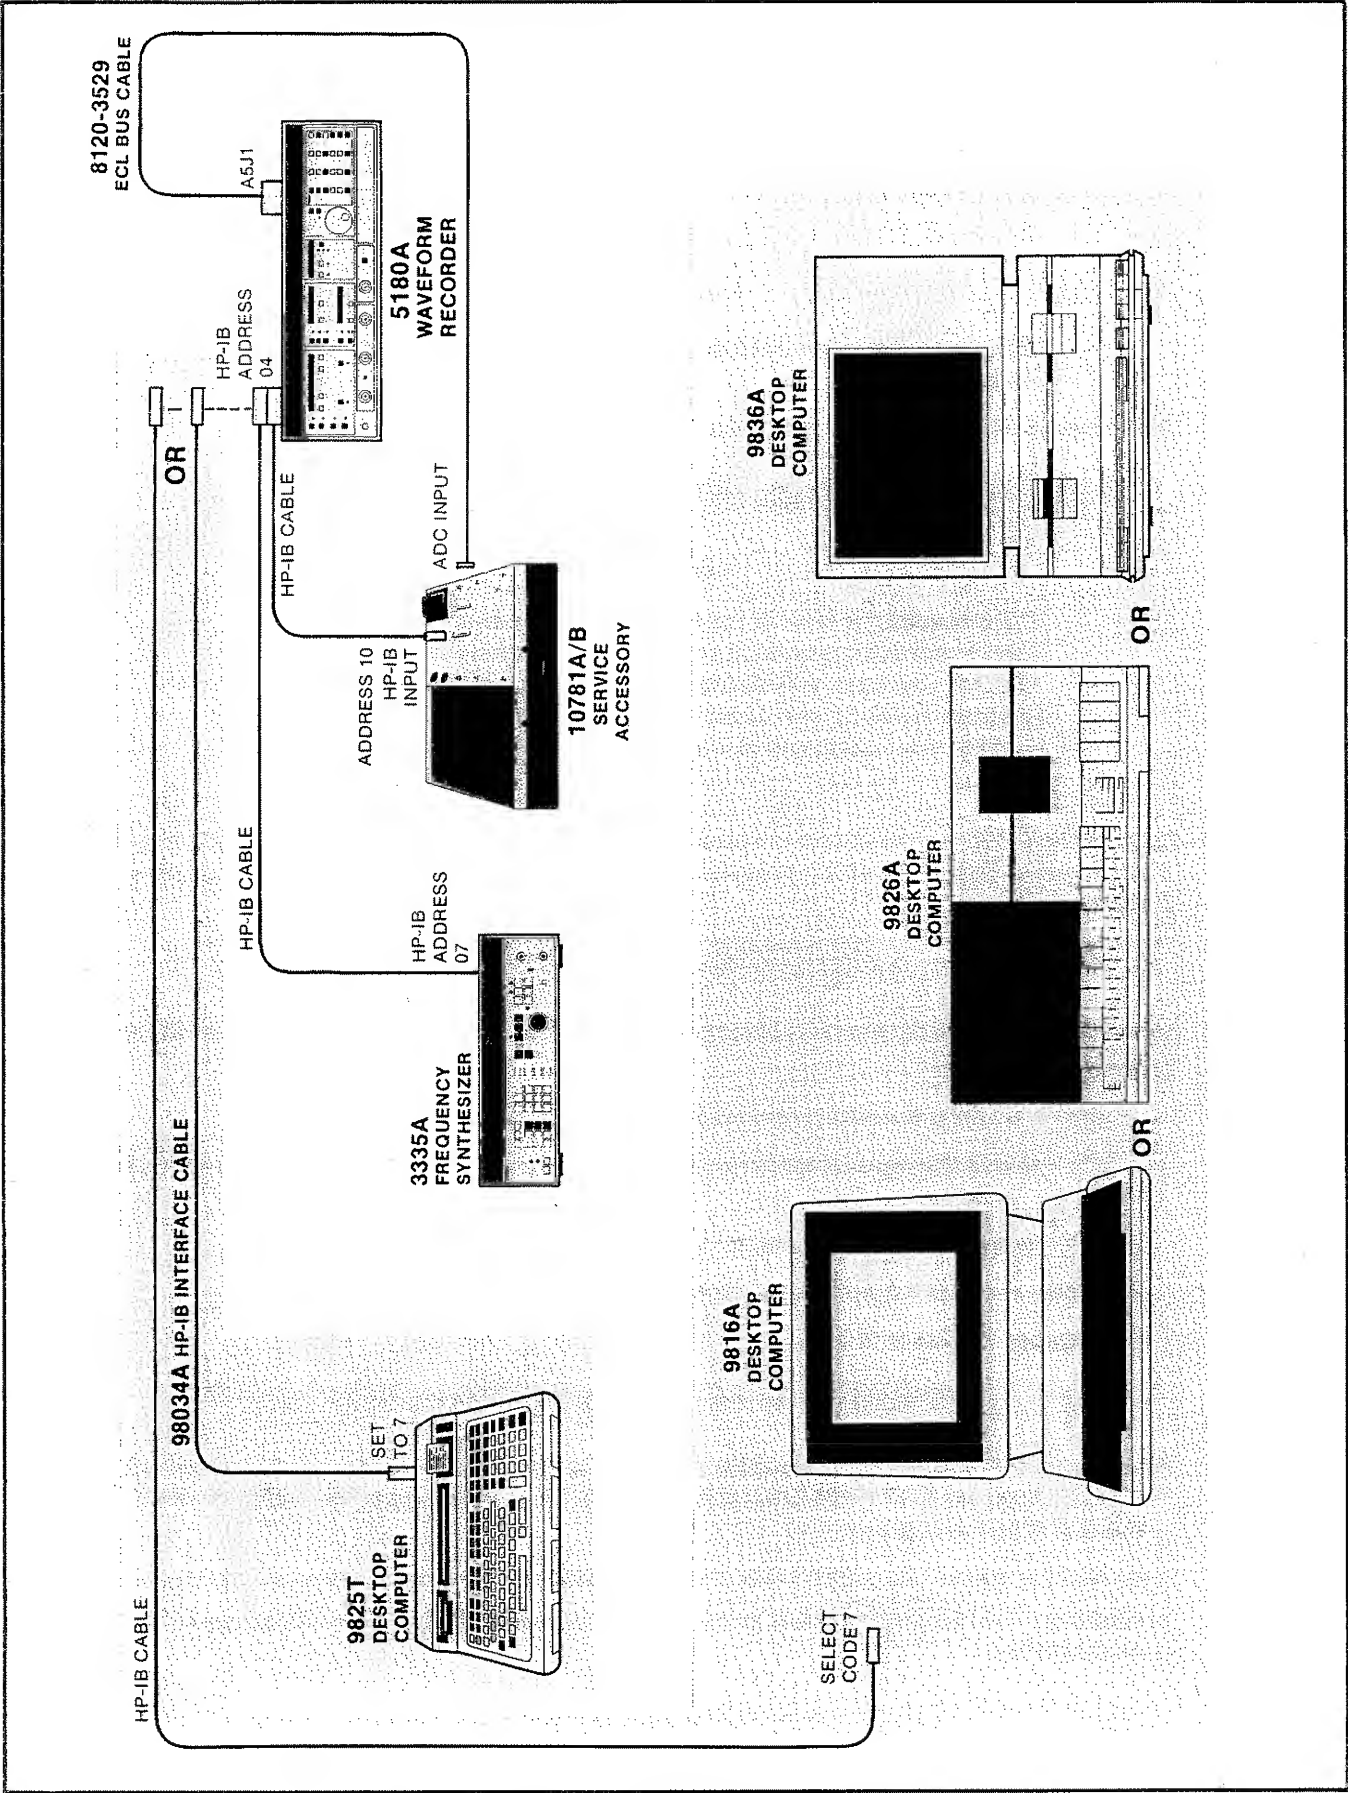 HP-IB CABLE
98034A HP-IB INTERFACE CABLE
OR
HP-IB
ADDRESS
04
8120-3529
ECL BUS CABLE
A5J1
9825T
DESKTOP
COMPUTER
SET
TO 7
3335A
FREQUENCY
SYNTHESIZER
HP-IB CABLE
HP-IB
ADDRESS
07
HP-IB CABLE
ADDRESS 10
HP-IB
INPUT
10781A/B
SERVICE
ACCESSORY
ADC INPUT
5180A
WAVEFORM
RECORDER
SELECT
CODE 7
9816A
DESKTOP
COMPUTER
OR
9826A
DESKTOP
COMPUTER
OR
9836A
DESKTOP
COMPUTER